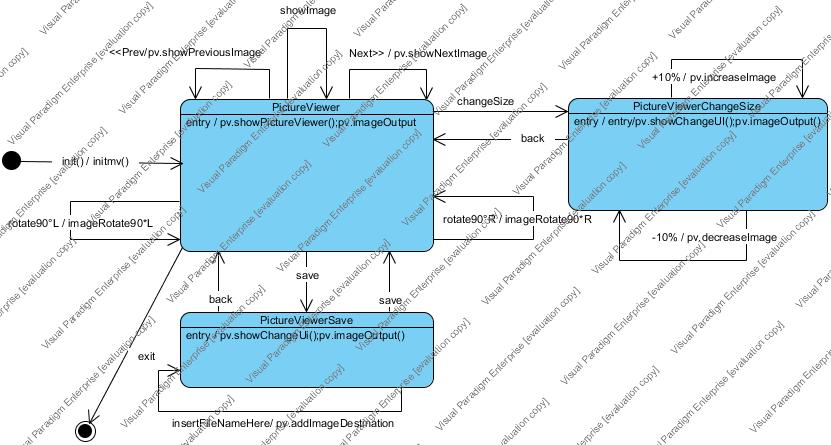 showImage
<<Prev/pv.showPreviousImage
Next>> / pv.showNextImage
+10% / pv.increaseImage
PictureViewer
entry / pv.showPictureViewer();pv.imageOutput
changeSize
PictureViewerChangeSize
entry / entry/pv.showChangeUI();pv.imageOutput()
back
init() / initmv()
rotate90°L / imageRotate90*L
rotate90°R / imageRotate90*R
-10% / pv.decreaseImage
save
back
save
PictureViewerSave
entry / pv.showChangeUi();pv.imageOutput()
exit
insertFileNameHere/ pv.addImageDestination
Visual Paradigm Enterprise [evaluation copy]